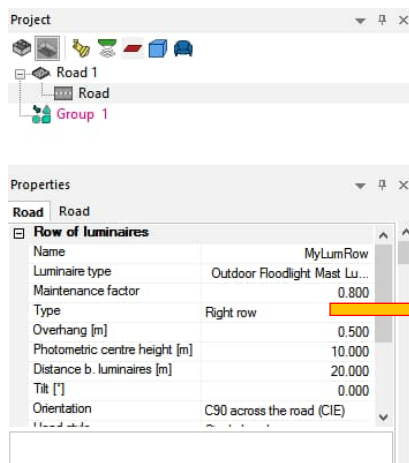 Project
Road 1
Road
Group 1
Properties
Road Road
Row of luminaires
Name MyLumRow
Luminaire type Outdoor Floodlight Mast Lu...
Maintenance factor 0.800
Type Right row
Overhang [m] 0.500
Photometric centre height [m] 10.000
Distance b. luminaires [m] 20.000
Tilt [°] 0.000
Orientation C90 across the road (CIE)